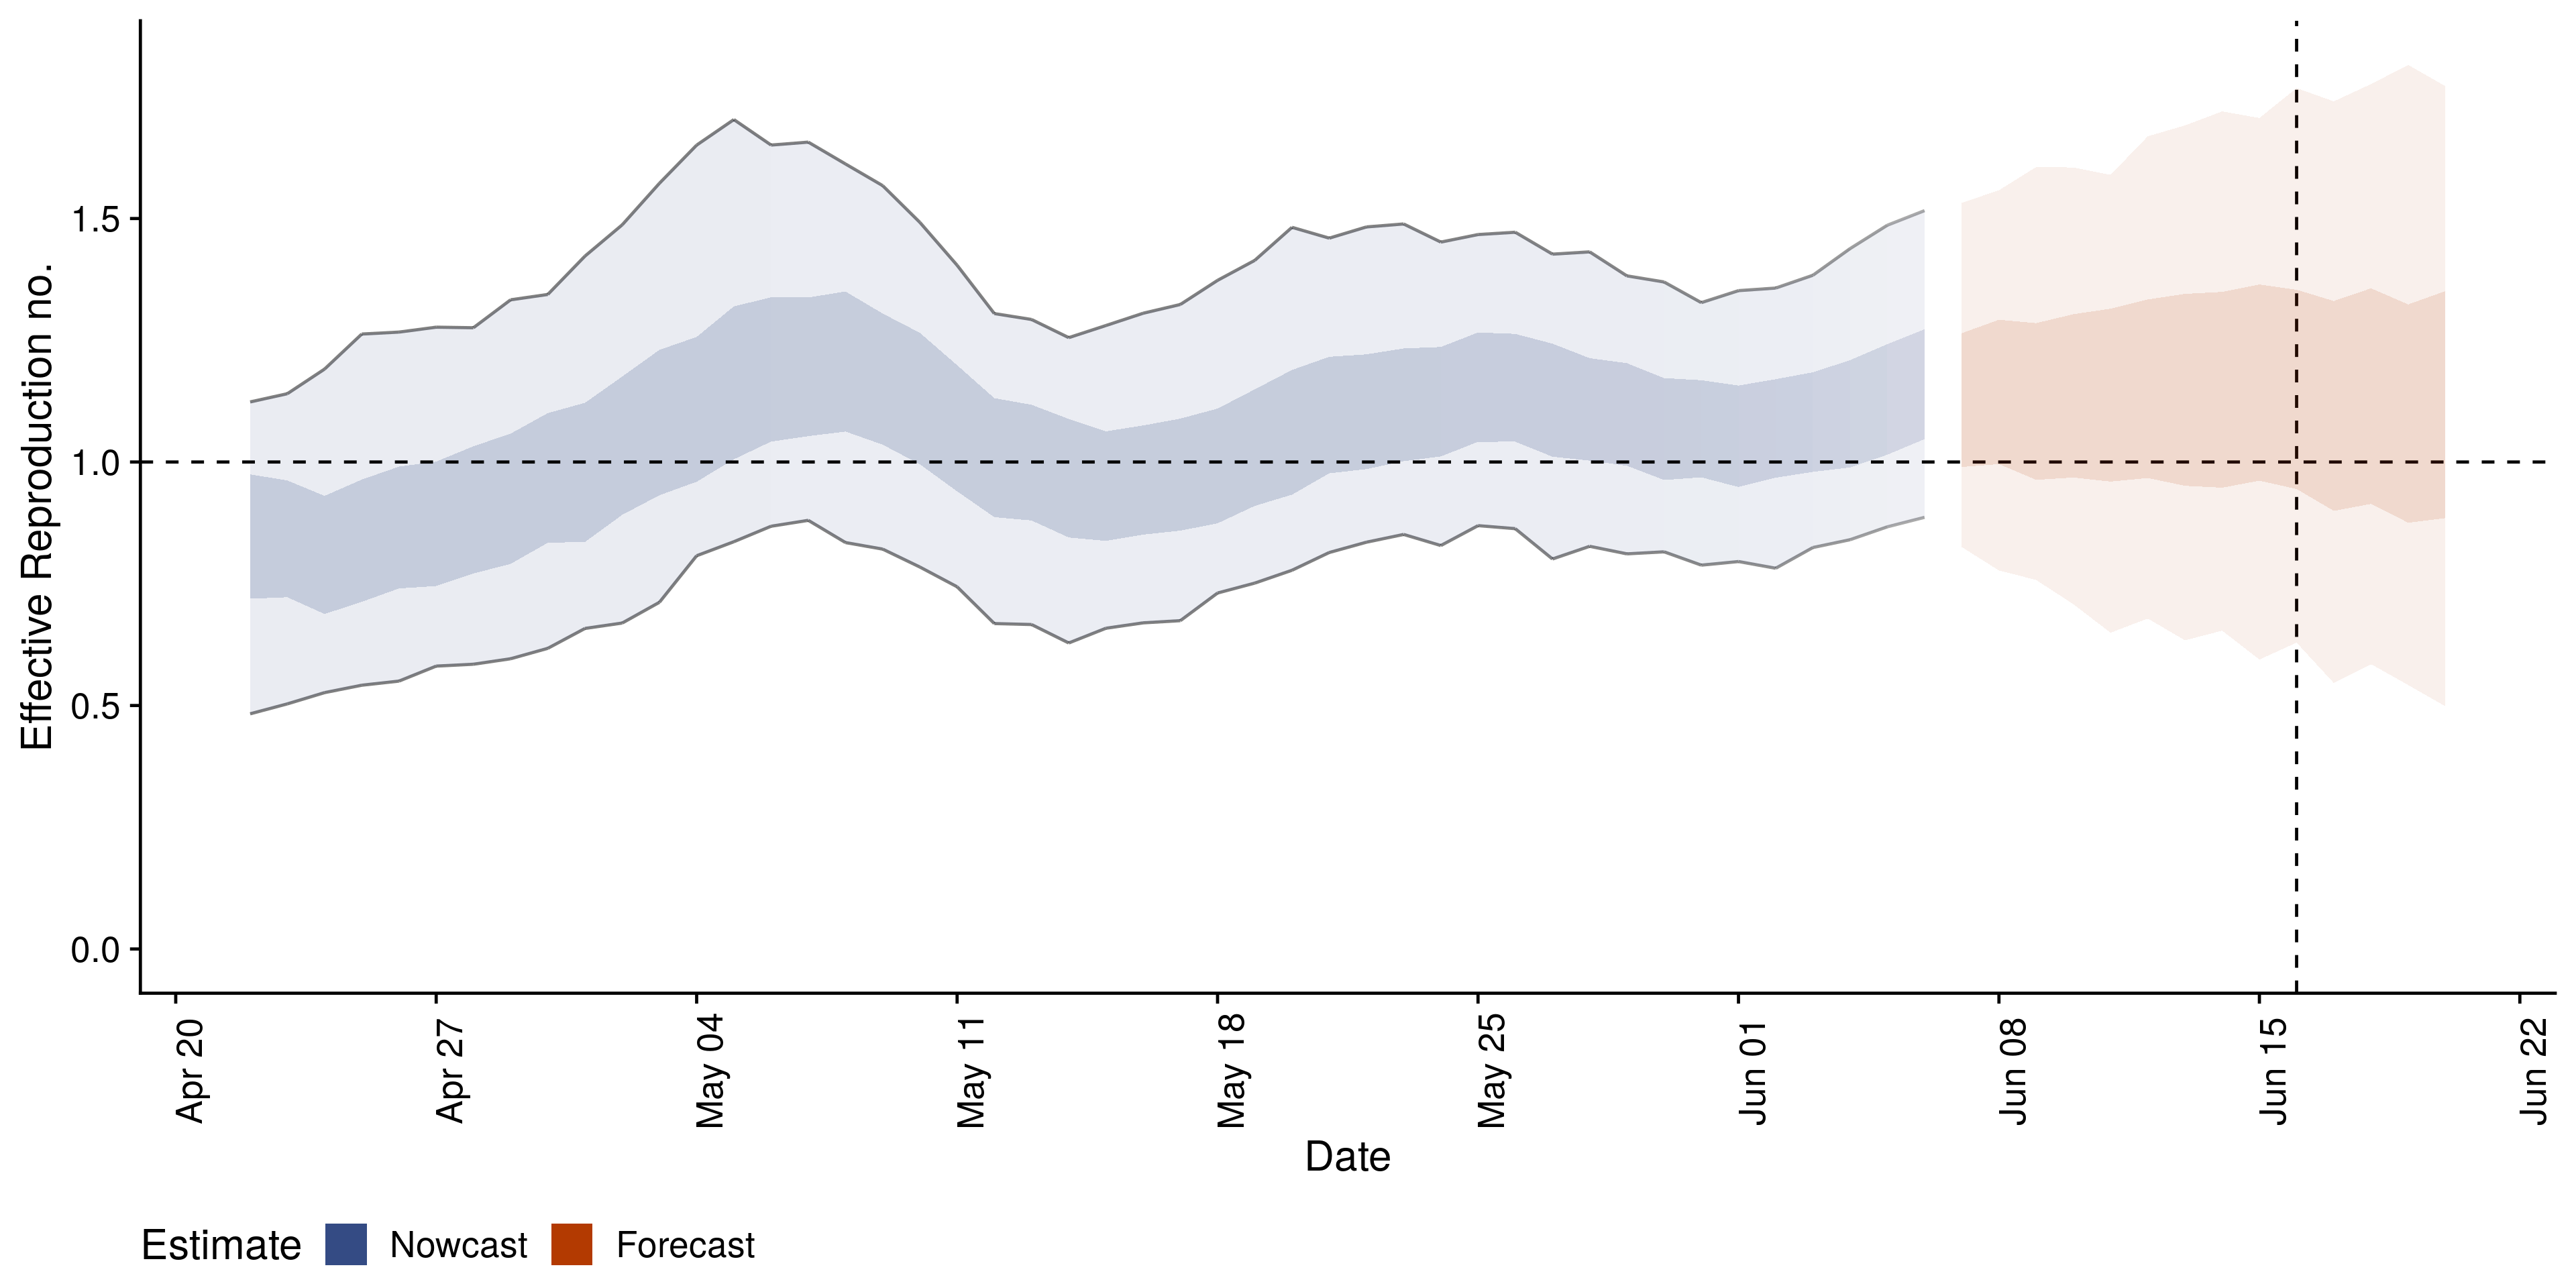 Effective Reproduction no.
1.5
1.0
0.5
0.0
Apr 20
Apr 27
May 04
May 11
May 18
May 25
Jun 01
Jun 08
Jun 15
Jun 22
Date
Estimate Nowcast Forecast